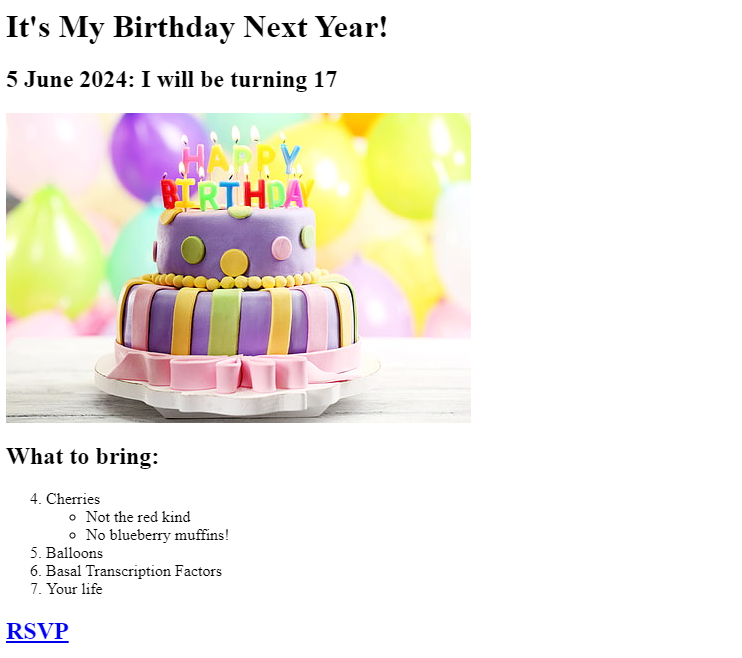 It's My Birthday Next Year!
5 June 2024: I will be turning 17
HAPPY
BIRTHDAY
What to bring:
4. Cherries
○ Not the red kind
○ No blueberry muffins!
5. Balloons
6. Basal Transcription Factors
7. Your life
RSVP